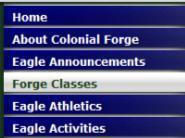 Home
About Colonial Forge
Eagle Announcements
Forge Classes
Eagle Athletics
Eagle Activities